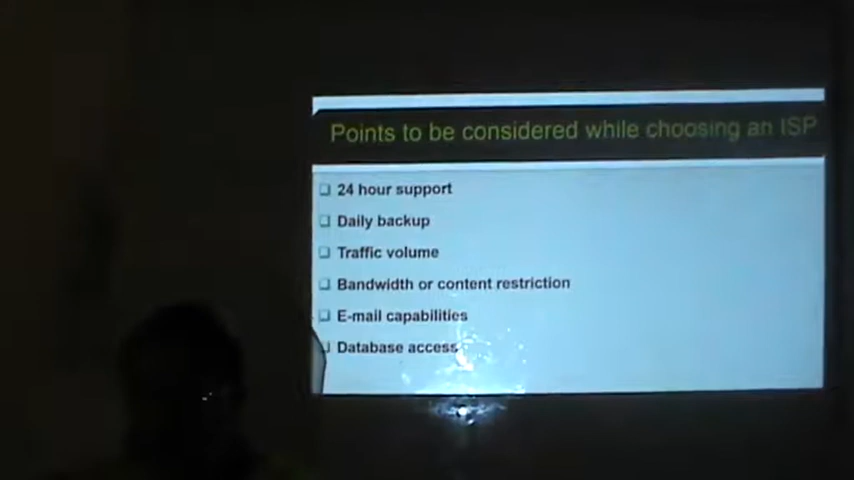 Points to be considered while choosing an ISP
24 hour support
Daily backup
Traffic volume
Bandwidth or content restriction
E-mail capabilities
Database access